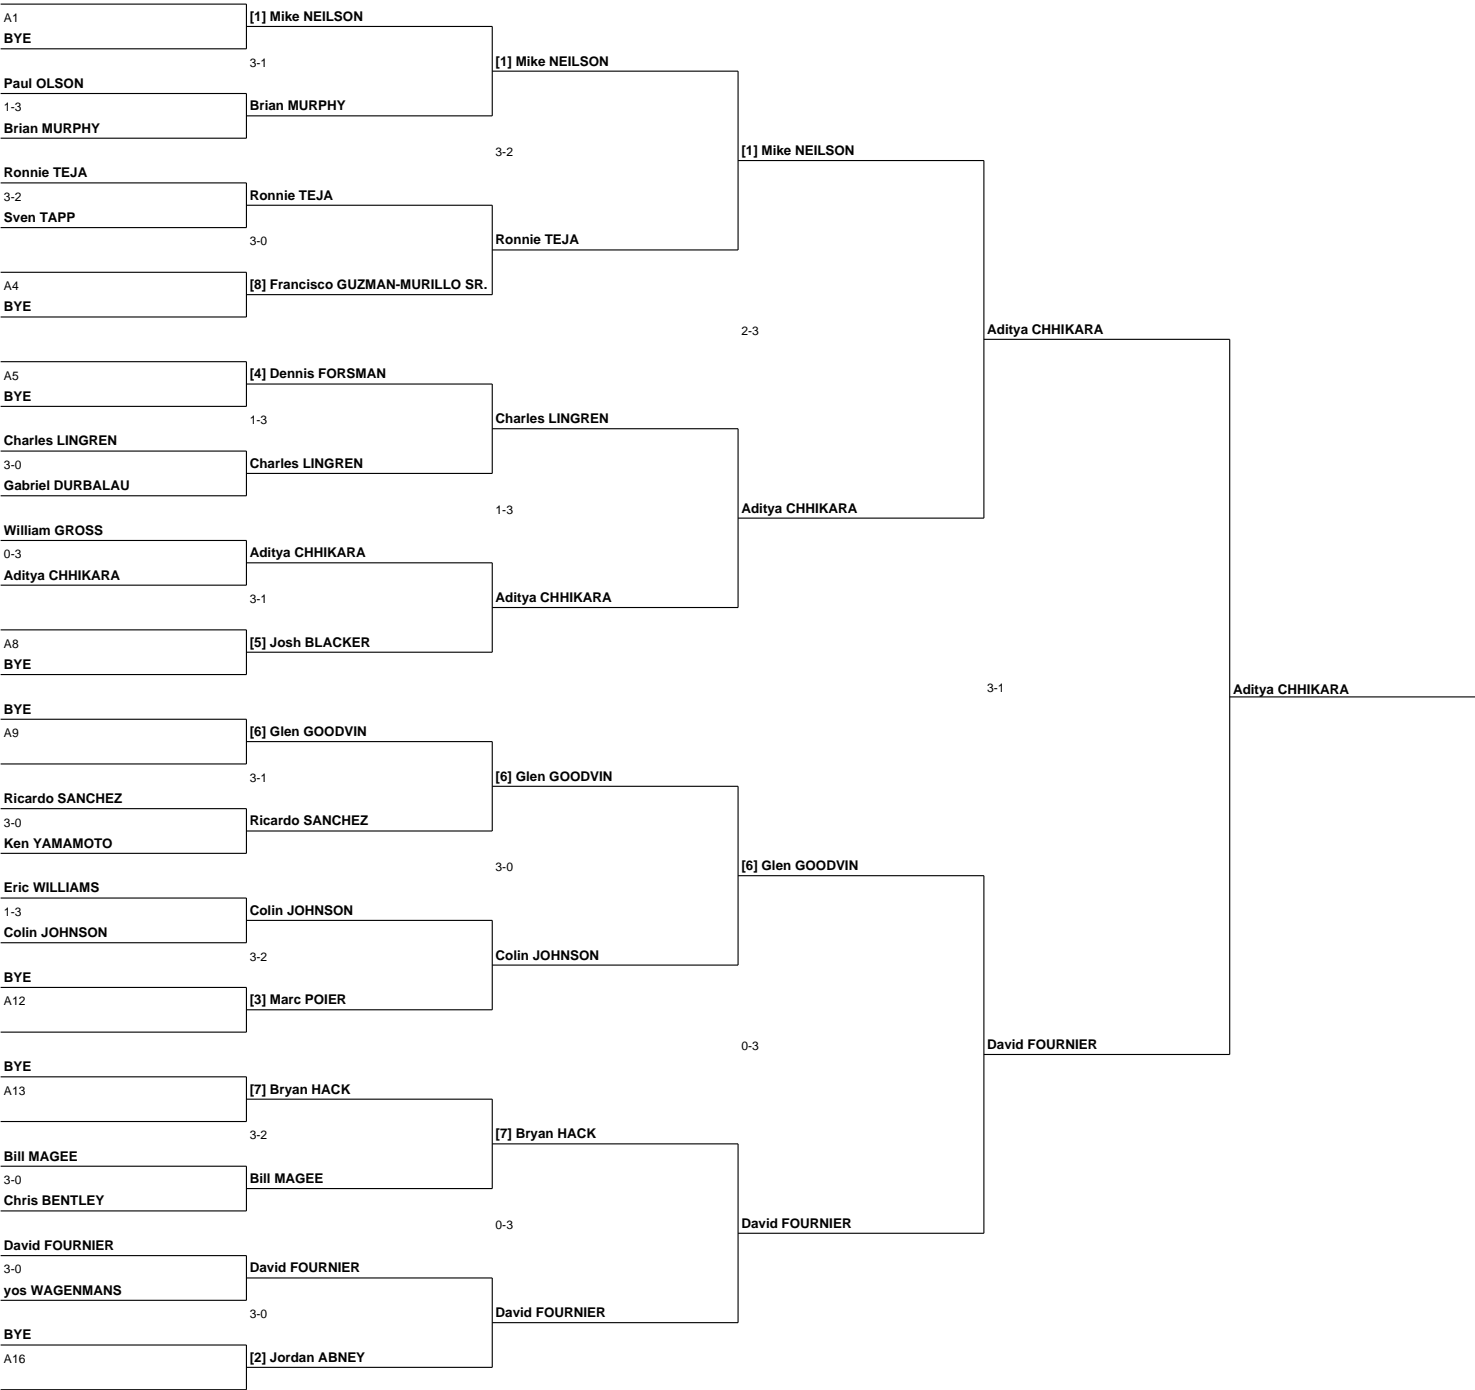 A1
BYE
Paul OLSON
1-3
Brian MURPHY
Ronnie TEJA
3-2
Sven TAPP
A4
BYE
A5
BYE
Charles LINGREN
3-0
Gabriel DURBALAU
William GROSS
0-3
Aditya CHHIKARA
A8
BYE
BYE
A9
Ricardo SANCHEZ
3-0
Ken YAMAMOTO
Eric WILLIAMS
1-3
Colin JOHNSON
BYE
A12
BYE
A13
Bill MAGEE
3-0
Chris BENTLEY
David FOURNIER
3-0
yos WAGENMANS
BYE
A16
[1] Mike NEILSON
3-1
Brian MURPHY
Ronnie TEJA
3-0
[8] Francisco GUZMAN-MURILLO SR.
[4] Dennis FORSMAN
1-3
Charles LINGREN
Aditya CHHIKARA
3-1
[5] Josh BLACKER
[6] Glen GOODVIN
3-1
Ricardo SANCHEZ
Colin JOHNSON
3-2
[3] Marc POIER
[7] Bryan HACK
3-2
Bill MAGEE
David FOURNIER
3-0
[2] Jordan ABNEY
[1] Mike NEILSON
3-2
Ronnie TEJA
Charles LINGREN
1-3
Aditya CHHIKARA
[6] Glen GOODVIN
3-0
Colin JOHNSON
[7] Bryan HACK
0-3
David FOURNIER
[1] Mike NEILSON
2-3
Aditya CHHIKARA
[6] Glen GOODVIN
0-3
David FOURNIER
Aditya CHHIKARA
3-1
David FOURNIER
Aditya CHHIKARA